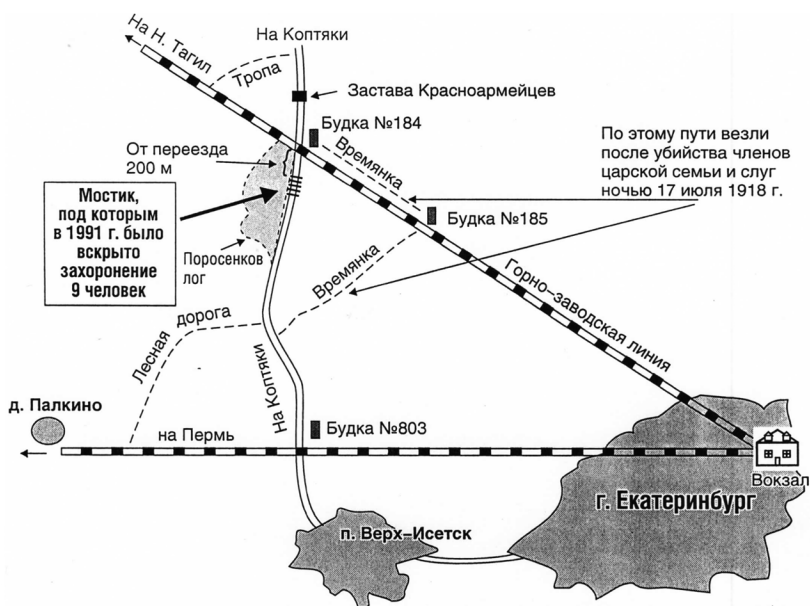 На Н. Тагил
На Коптяки
Тропа
Застава Красноармейцев
Будка №184
От переезда
200 м
Времянка
По этому пути везли
после убийства членов
царской семьи и слуг
ночью 17 июля 1918 г.
Мостик,
под которым
в 1991 г. было
вскрыто
захоронение
9 человек
Будка №185
Поросенков
лог
Времянка
Горно–заводская линия
Лесная дорога
На Коптяки
д. Палкино
на Пермь
Будка №803
Вокзал
г. Екатеринбург
п. Верх–Исетск